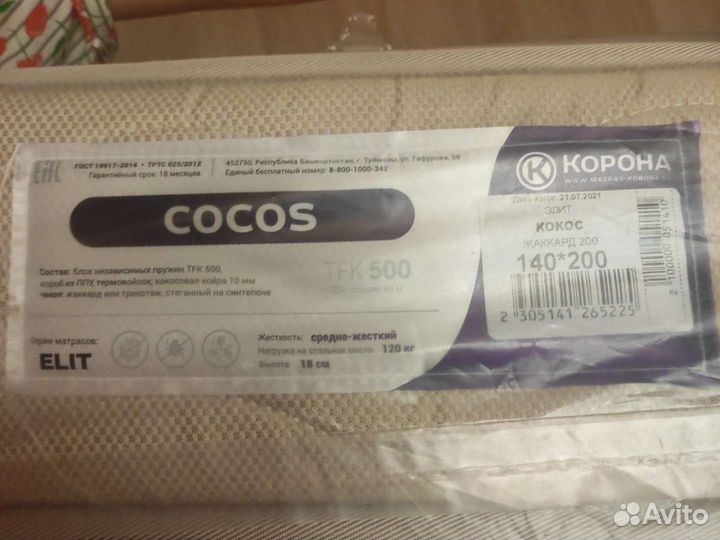 EAC
ГОСТ 19917-2014 • ТРТС 025/2012
Гарантийный срок: 18 месяцев
452750, Республика Башкортостан, г. Туймазы, ул. Гафурова, 58
Единый бесплатный номер: 8-800-1000-342
КОРОНА
WWW.MATRAS-KORONA
COCOS
Дата изгот. 21.07.2021
ЭЛИТ
КОКОС
ЖАККАРД 200
140*200
2 305141 265225
Состав: блок независимых пружин TFK 500,
короб из ППУ, термовойлок, кокосовая койра 10 мм
чехол: жаккард или трикотаж, стеганный на синтепоне
TFK 500
Серия матрасов:
ELIT
Жесткость: средне-жесткий
Нагрузка на спальное место: 120 кг
Высота: 18 см
Avito